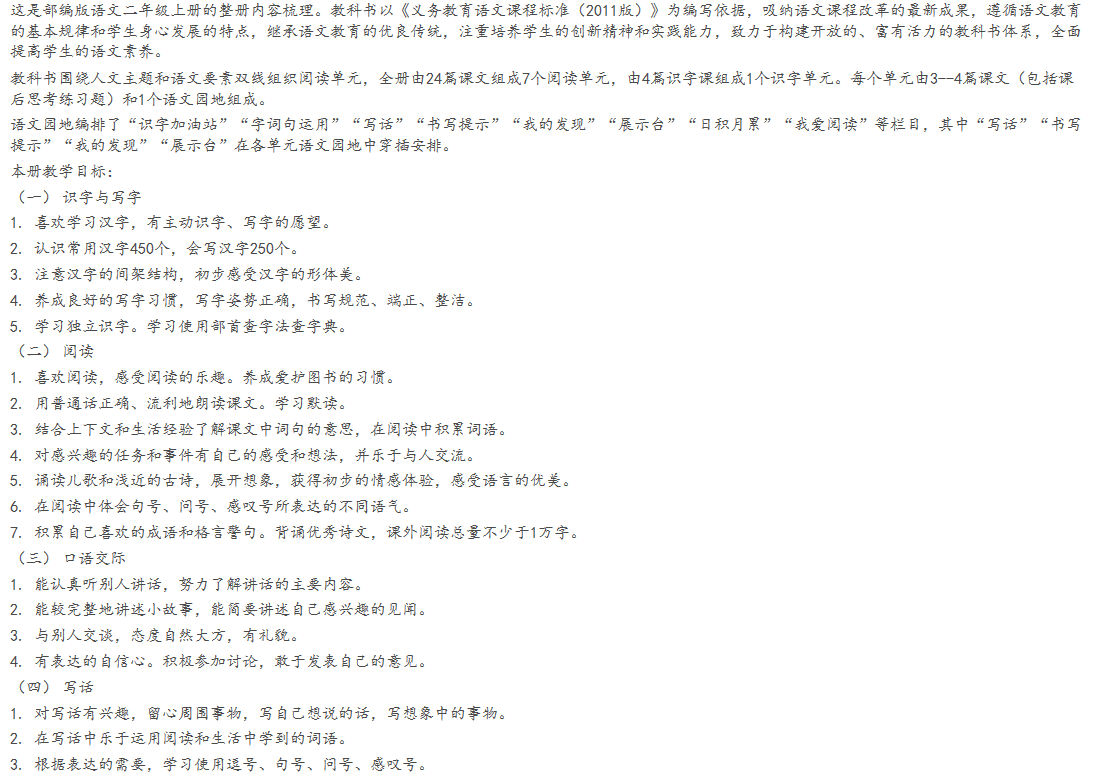 这是部编版语文二年级上册的整册内容梳理。教科书以《义务教育语文课程标准（2011版）》为编写依据，吸纳语文课程改革的最新成果，遵循语文教育
的基本规律和学生身心发展的特点，继承语文教育的优良传统，注重培养学生的创新精神和实践能力，致力于构建开放的、富有活力的教科书体系，全面
提高学生的语文素养。
教科书围绕人文主题和语文要素双线组织阅读单元，全册由24篇课文组成7个阅读单元，由4篇识字课组成1个识字单元。每个单元由3--4篇课文（包括课
后思考练习题）和1个语文园地组成。
语文园地编排了“识字加油站”“字词句运用”“写话”“书写提示”“我的发现”“展示台”“日积月累”“我爱阅读”等栏目，其中“写话”“书写
提示”“我的发现”“展示台”在各单元语文园地中穿插安排。
本册教学目标：
（一） 识字与写字
1. 喜欢学习汉字，有主动识字、写字的愿望。
2. 认识常用汉字450个，会写汉字250个。
3. 注意汉字的间架结构，初步感受汉字的形体美。
4. 养成良好的写字习惯，写字姿势正确，书写规范、端正、整洁。
5. 学习独立识字。学习使用部首查字法查字典。
（二） 阅读
1. 喜欢阅读，感受阅读的乐趣。养成爱护图书的习惯。
2. 用普通话正确、流利地朗读课文。学习默读。
3. 结合上下文和生活经验了解课文中词句的意思，在阅读中积累词语。
4. 对感兴趣的任务和事件有自己的感受和想法，并乐于与人交流。
5. 诵读儿歌和浅近的古诗，展开想象，获得初步的情感体验，感受语言的优美。
6. 在阅读中体会句号、问号、感叹号所表达的不同语气。
7. 积累自己喜欢的成语和格言警句。背诵优秀诗文，课外阅读总量不少于1万字。
（三） 口语交际
1. 能认真听别人讲话，努力了解讲话的主要内容。
2. 能较完整地讲述小故事，能简要讲述自己感兴趣的见闻。
3. 与别人交谈，态度自然大方，有礼貌。
4. 有表达的自信心。积极参加讨论，敢于发表自己的意见。
（四） 写话
1. 对写话有兴趣，留心周围事物，写自己想说的话，写想象中的事物。
2. 在写话中乐于运用阅读和生活中学到的词语。
3. 根据表达的需要，学习使用逗号、句号、问号、感叹号。